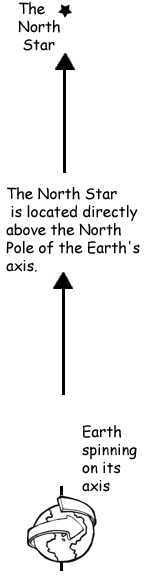 The
North
Star
The North Star
is located directly
above the North
Pole of the Earth's
axis.
Earth
spinning
on its
axis